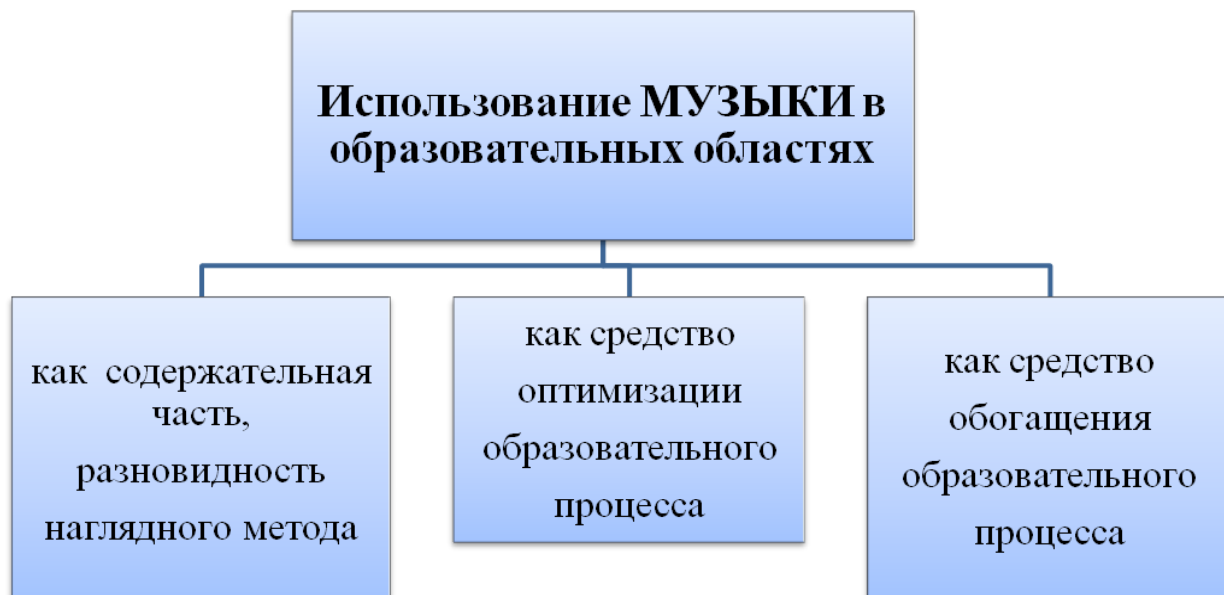 Использование МУЗЫКИ в
образовательных областях
как содержательная
часть,
разновидность
наглядного метода
как средство
оптимизации
образовательного
процесса
как средство
обогащения
образовательного
процесса